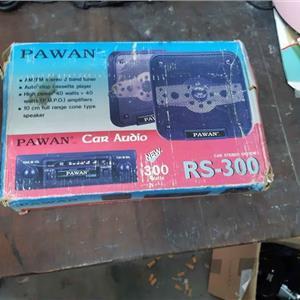 PAWAN®
• AM/FM stereo 2 band tuner
• Auto stop cassette player
• High power 40 watts + 40
watts (P.M.P.O.) amplifiers
• 10 cm full range cone type
speaker
PAWAN
PAWAN
PAWAN® Car Audio
NEW
300
Watts
PAWAN
CAR STEREO SYSTEM
RS-300